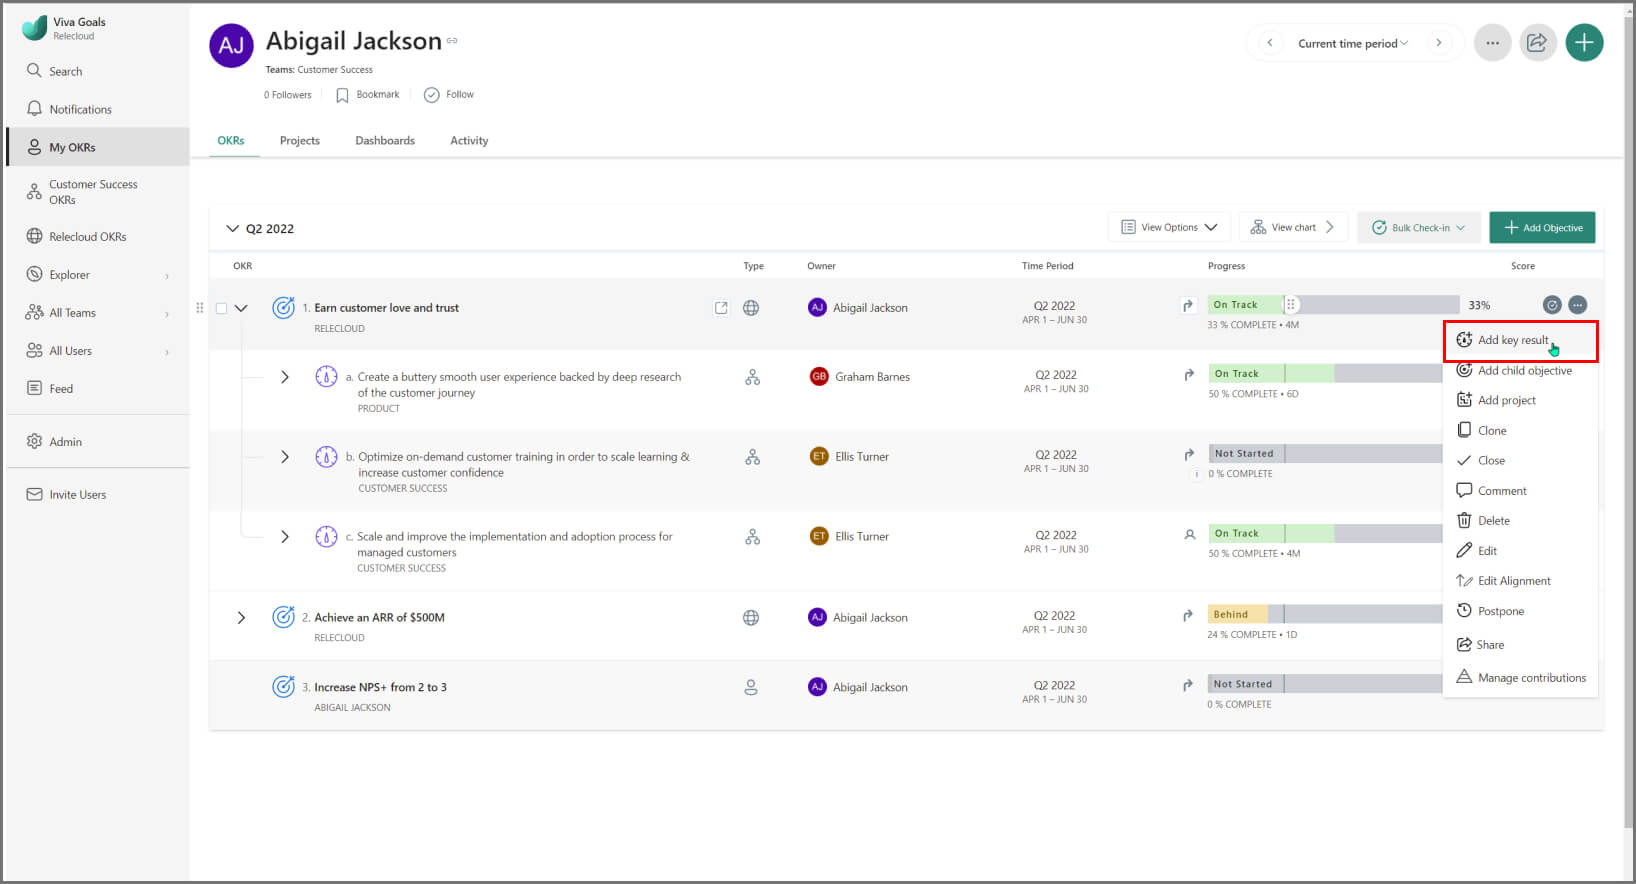 Viva Goals
Relecloud
Search
Notifications
My OKRs
Customer Success
OKRs
Relecloud OKRs
Explorer
All Teams
All Users
Feed
Admin
Invite Users
AJ
Abigail Jackson
Teams: Customer Success
0 Followers
Bookmark
Follow
Current time period
OKRs
Projects
Dashboards
Activity
Q2 2022
View Options
View chart
Bulk Check-in
Add Objective
OKR
Type
Owner
Time Period
Progress
Score
1. Earn customer love and trust
RELECLOUD
AJ
Abigail Jackson
Q2 2022
APR 1 – JUN 30
On Track
33%
33 % COMPLETE • 4M
a. Create a buttery smooth user experience backed by deep research
of the customer journey
PRODUCT
GB
Graham Barnes
Q2 2022
APR 1 – JUN 30
On Track
50 % COMPLETE • 6D
b. Optimize on-demand customer training in order to scale learning &
increase customer confidence
CUSTOMER SUCCESS
ET
Ellis Turner
Q2 2022
APR 1 – JUN 30
Not Started
0 % COMPLETE
c. Scale and improve the implementation and adoption process for
managed customers
CUSTOMER SUCCESS
ET
Ellis Turner
Q2 2022
APR 1 – JUN 30
On Track
50 % COMPLETE • 4M
2. Achieve an ARR of $500M
RELECLOUD
AJ
Abigail Jackson
Q2 2022
APR 1 – JUN 30
Behind
24 % COMPLETE • 1D
3. Increase NPS+ from 2 to 3
ABIGAIL JACKSON
AJ
Abigail Jackson
Q2 2022
APR 1 – JUN 30
Not Started
0 % COMPLETE
Add key result
Add child objective
Add project
Clone
Close
Comment
Delete
Edit
Edit Alignment
Postpone
Share
Manage contributions